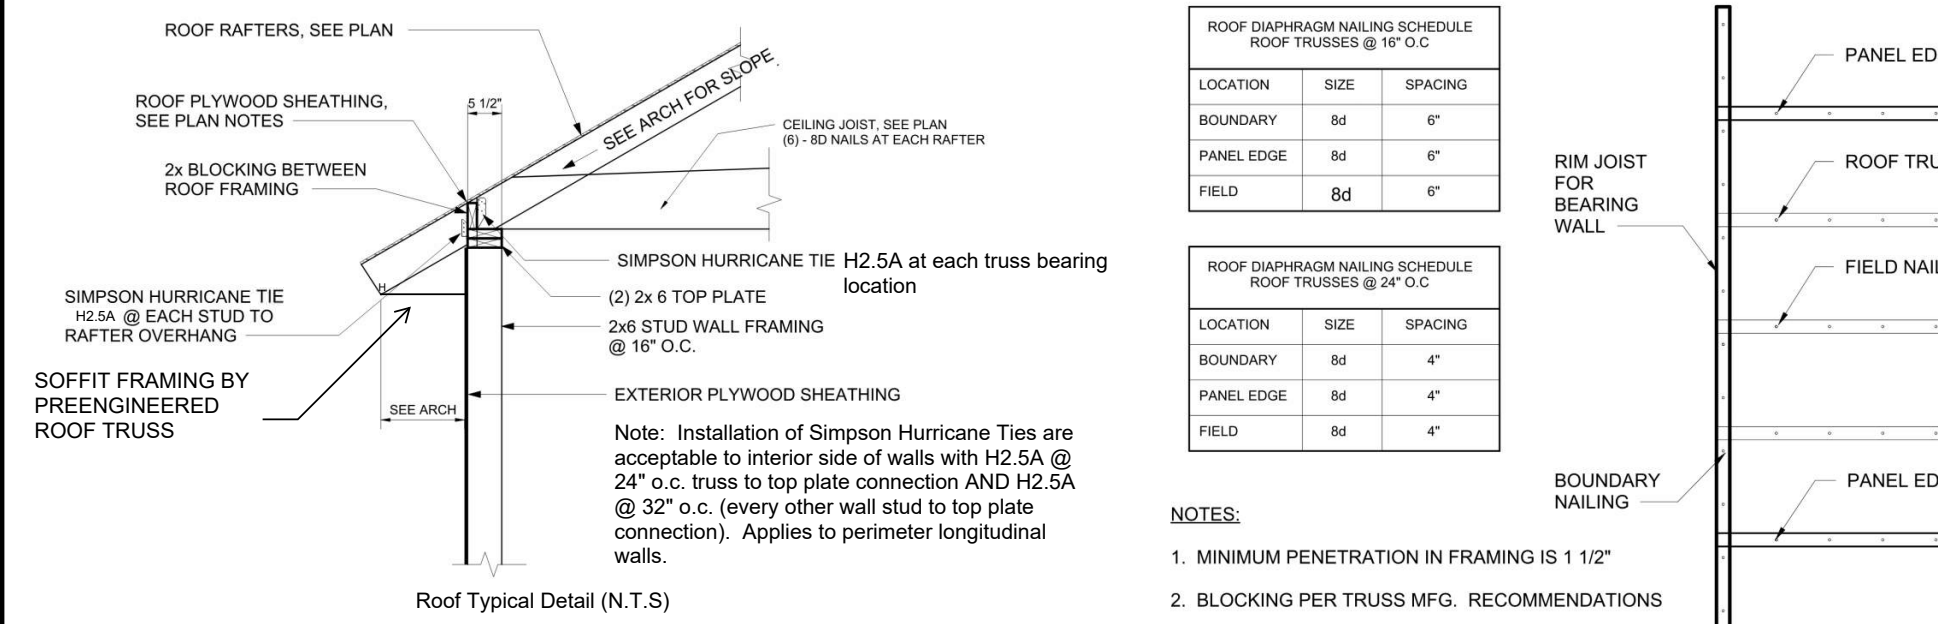 ROOF RAFTERS, SEE PLAN
ROOF PLYWOOD SHEATHING,
SEE PLAN NOTES
2x BLOCKING BETWEEN
ROOF FRAMING
5 1/2"
SEE ARCH FOR SLOPE
CEILING JOIST, SEE PLAN
(6) - 8D NAILS AT EACH RAFTER
SIMPSON HURRICANE TIE H2.5A at each truss bearing
location
(2) 2x 6 TOP PLATE
2x6 STUD WALL FRAMING
@ 16" O.C.
SIMPSON HURRICANE TIE
H2.5A @ EACH STUD TO
RAFTER OVERHANG
H
SOFFIT FRAMING BY
PREENGINEERED
ROOF TRUSS
SEE ARCH
EXTERIOR PLYWOOD SHEATHING
Note: Installation of Simpson Hurricane Ties are
acceptable to interior side of walls with H2.5A @
24" o.c. truss to top plate connection AND H2.5A
@ 32" o.c. (every other wall stud to top plate
connection). Applies to perimeter longitudinal
walls.
Roof Typical Detail (N.T.S)
ROOF DIAPHRAGM NAILING SCHEDULE
ROOF TRUSSES @ 16" O.C
LOCATION SIZE SPACING
BOUNDARY 8d 6"
PANEL EDGE 8d 6"
FIELD 8d 6"
ROOF DIAPHRAGM NAILING SCHEDULE
ROOF TRUSSES @ 24" O.C
LOCATION SIZE SPACING
BOUNDARY 8d 4"
PANEL EDGE 8d 4"
FIELD 8d 4"
NOTES:
1. MINIMUM PENETRATION IN FRAMING IS 1 1/2"
2. BLOCKING PER TRUSS MFG. RECOMMENDATIONS
RIM JOIST
FOR
BEARING
WALL
BOUNDARY
NAILING
PANEL ED
ROOF TRU
FIELD NAIL
PANEL ED